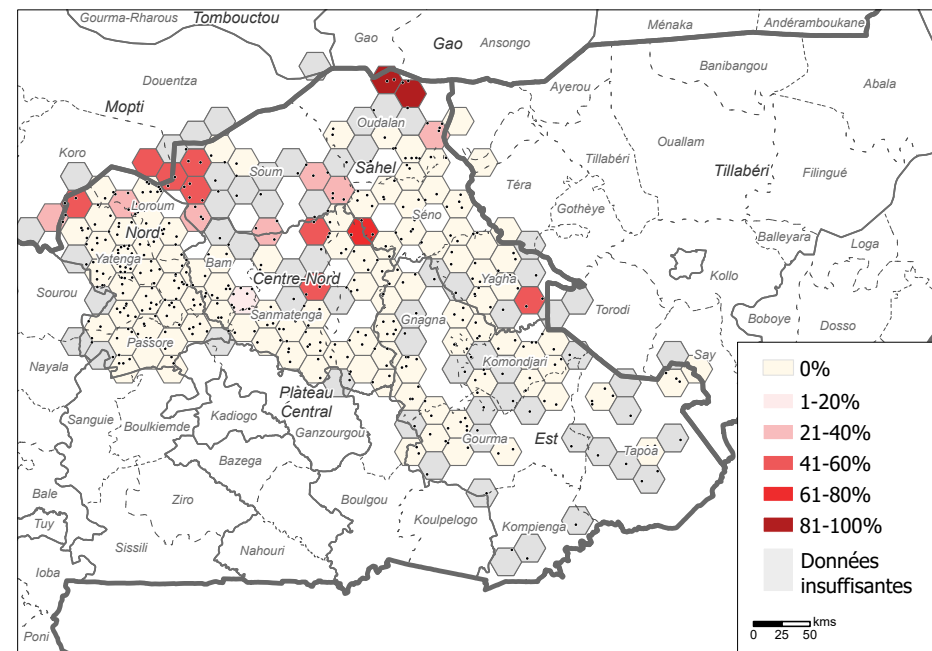 Gourma-Rharous
Tombouctou
Gao
Gao
Ansongo
Ménaka
Andéramboukane
Douentza
Mopti
Ayerou
Banibangou
Abala
Oudalan
Koro
Soum
Sahel
Ouallam
Tillabéri
Tillabéri
Filingué
Téra
Loroum
Nord
Séno
Gothèye
Yatenga
Bam
Centre-Nord
Yagha
Balleyara
Loga
Kollo
Sourou
Sanmatenga
Gnagna
Torodi
Boboye
Dosso
Passore
Nayala
Komondjari
Say
Plateau
Central
Sanguie
Boulkiemde
Kadiogo
Ganzourgou
Gourma
Est
Tapoa
Bazega
Bale
Ziro
Boulgou
Koulpelogo
Kompienga
Tuy
Sissili
Nahouri
Ioba
Poni
0%
1-20%
21-40%
41-60%
61-80%
81-100%
Données
insuffisantes
kms
0 25 50